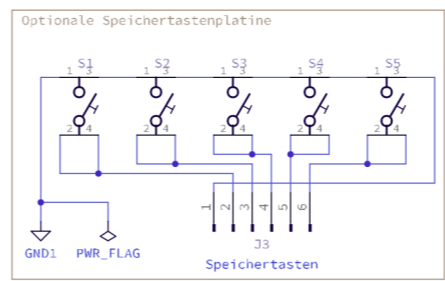 Optionale Speichertastenplatine
S1 S2 S3 S4 S5
1 3 1 3 1 3 1 3 1 3
2 4 2 4 2 4 2 4 2 4
1 2 3 4 5 6
J3
GND1 PWR_FLAG
Speichertasten